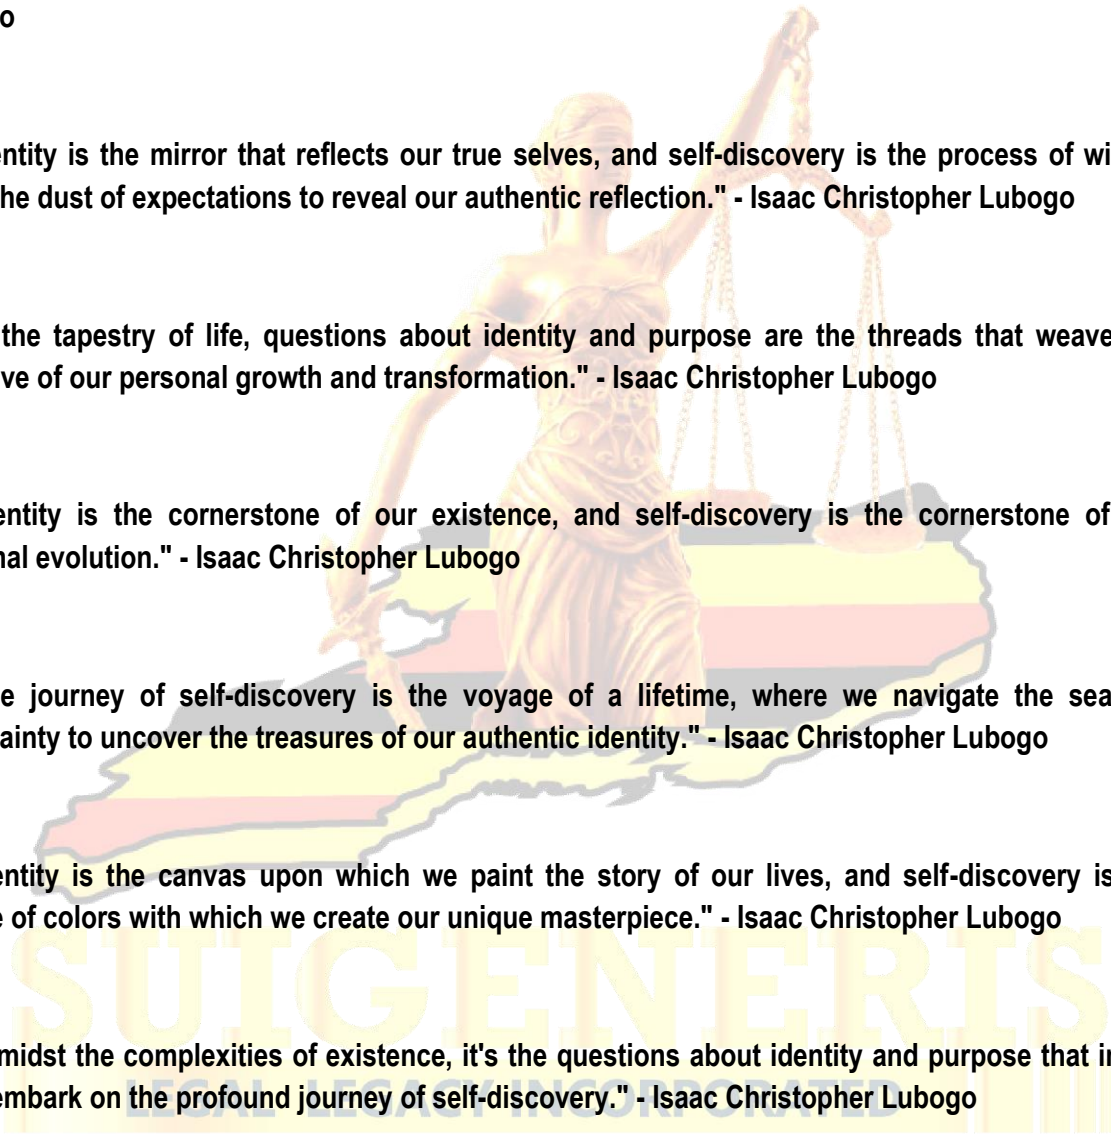 o
entity is the mirror that reflects our true selves, and self-discovery is the process of wi
he dust of expectations to reveal our authentic reflection." - Isaac Christopher Lubogo
the tapestry of life, questions about identity and purpose are the threads that weave
ve of our personal growth and transformation." - Isaac Christopher Lubogo
entity is the cornerstone of our existence, and self-discovery is the cornerstone of
nal evolution." - Isaac Christopher Lubogo
e journey of self-discovery is the voyage of a lifetime, where we navigate the sea
ainty to uncover the treasures of our authentic identity." - Isaac Christopher Lubogo
entity is the canvas upon which we paint the story of our lives, and self-discovery is
e of colors with which we create our unique masterpiece." - Isaac Christopher Lubogo
SUIGENERIS
midst the complexities of existence, it's the questions about identity and purpose that in
embark on the profound journey of self-discovery." - Isaac Christopher Lubogo
LEGAL LEGACY INCORPORATED